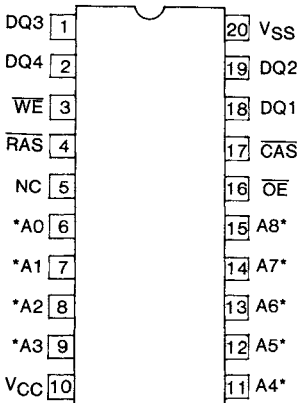 DQ3 1 20 VSS
DQ4 2 19 DQ2
WE 3 18 DQ1
RAS 4 17 CAS
NC 5 16 OE
*A0 6 15 A8*
*A1 7 14 A7*
*A2 8 13 A6*
*A3 9 12 A5*
VCC 10 11 A4*